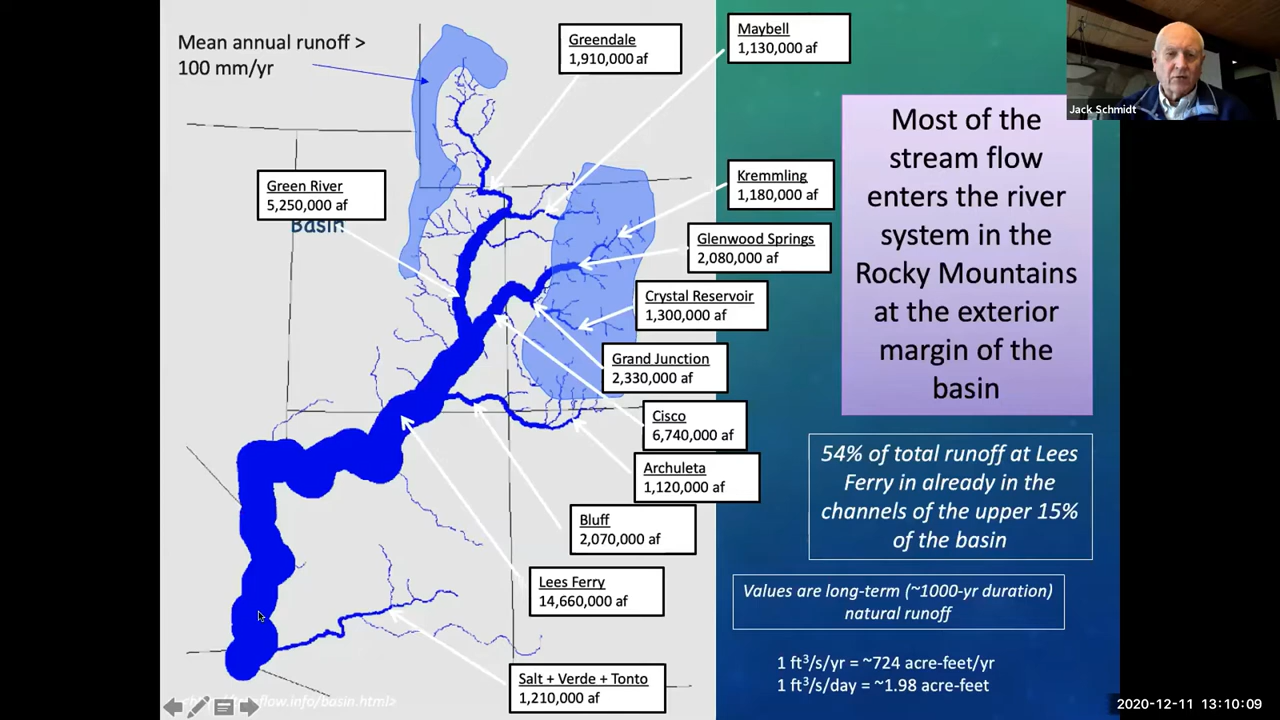 Mean annual runoff >
100 mm/yr
Greendale
1,910,000 af
Maybell
1,130,000 af
Jack Schmidt
Green River
5,250,000 af
Basin
Kremmling
1,180,000 af
Glenwood Springs
2,080,000 af
Crystal Reservoir
1,300,000 af
Grand Junction
2,330,000 af
Cisco
6,740,000 af
Archuleta
1,120,000 af
Bluff
2,070,000 af
Lees Ferry
14,660,000 af
Salt + Verde + Tonto
1,210,000 af
Most of the
stream flow
enters the river
system in the
Rocky Mountains
at the exterior
margin of the
basin
54% of total runoff at Lees
Ferry in already in the
channels of the upper 15%
of the basin
Values are long-term (~1000-yr duration)
natural runoff
1 ft³/s/yr = ~724 acre-feet/yr
1 ft³/s/day = ~1.98 acre-feet
flow.info/basin.html>
2020-12-11 13:10:09